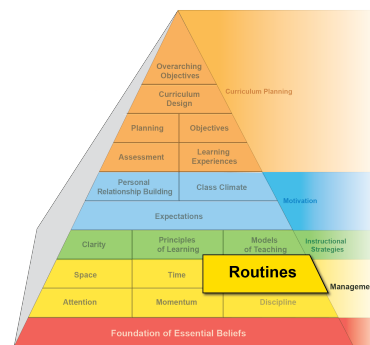 Overarching
Objectives
Curriculum
Design
Curriculum Planning
Planning
Objectives
Assessment
Learning
Experiences
Personal
Relationship Building
Class Climate
Motivation
Expectations
Clarity
Principles
of Learning
Models
of Teaching
Instructional
Strategies
Space
Time
Routines
Manageme
Attention
Momentum
Discipline
Foundation of Essential Beliefs